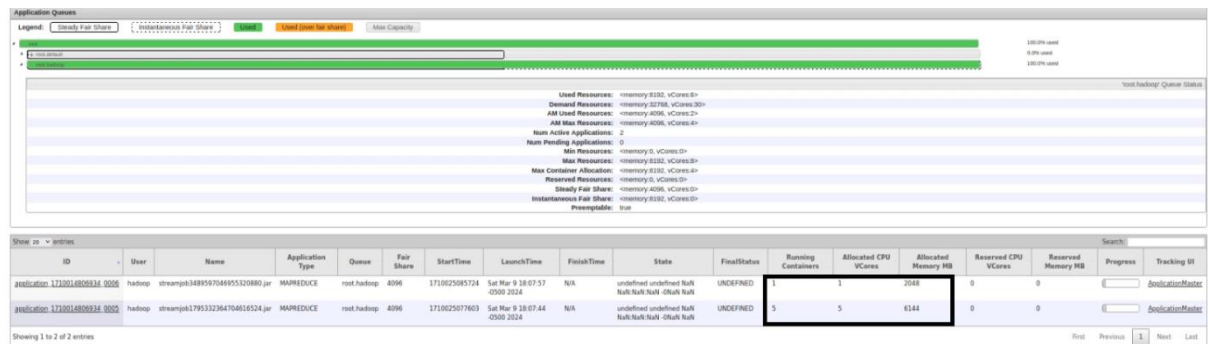 Application Queues
Legend: Steady Fair Share Instantaneous Fair Share Used Used (over fair share) Max Capacity
root 100.0% used
+ root.default 0.0% used
root.hadoop 100.0% used
'root.hadoop' Queue Status
Used Resources: <memory:8192, vCores:6>
Demand Resources: <memory:32768, vCores:30>
AM Used Resources: <memory:4096, vCores:2>
AM Max Resources: <memory:4096, vCores:4>
Num Active Applications: 2
Num Pending Applications: 0
Min Resources: <memory:0, vCores:0>
Max Resources: <memory:8192, vCores:8>
Max Container Allocation: <memory:8192, vCores:4>
Reserved Resources: <memory:0, vCores:0>
Steady Fair Share: <memory:4096, vCores:0>
Instantaneous Fair Share: <memory:8192, vCores:0>
Preemptable: true
Show 20 entries Search:
ID User Name Application Type Queue Fair Share StartTime LaunchTime FinishTime State FinalStatus Running Containers Allocated CPU VCores Allocated Memory MB Reserved CPU VCores Reserved Memory MB Progress Tracking UI
application_1710014806934_0006 hadoop streamjob3489597046955320880.jar MAPREDUCE root.hadoop 4096 1710025085724 Sat Mar 9 18:07:57 -0500 2024 N/A undefined undefined NaN NaN:NaN:NaN -0NaN NaN UNDEFINED 1 1 2048 0 0 ApplicationMaster
application_1710014806934_0005 hadoop streamjob1795332364704616524.jar MAPREDUCE root.hadoop 4096 1710025077603 Sat Mar 9 18:07:44 -0500 2024 N/A undefined undefined NaN NaN:NaN:NaN -0NaN NaN UNDEFINED 5 5 6144 0 0 ApplicationMaster
Showing 1 to 2 of 2 entries First Previous 1 Next Last